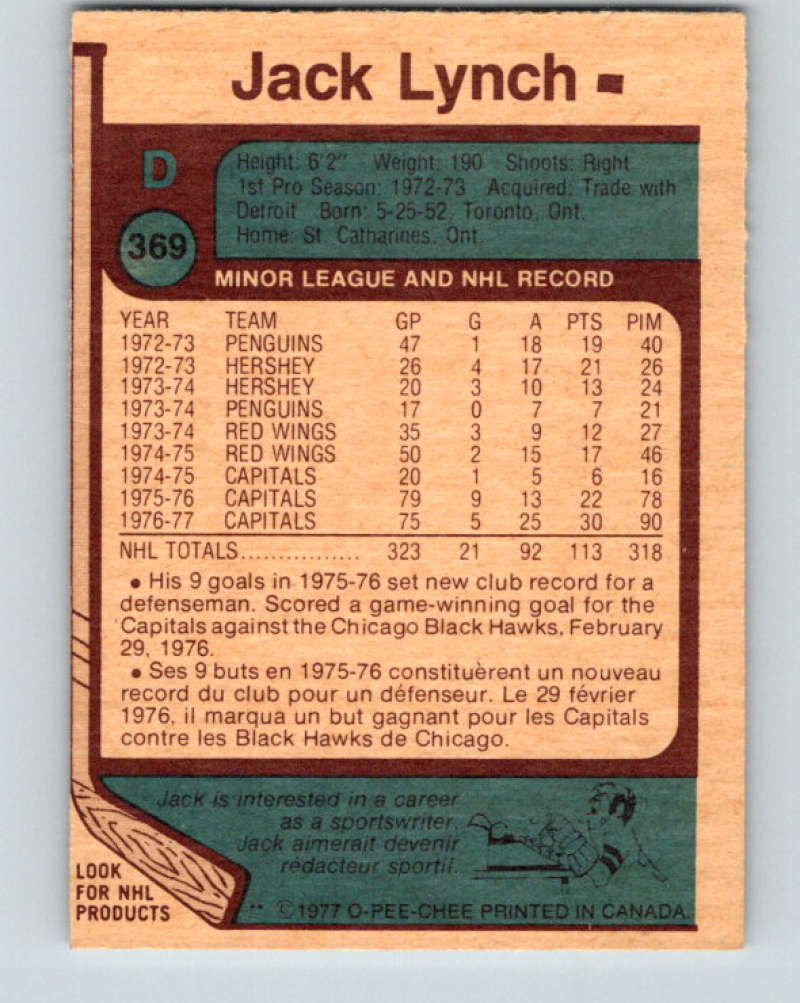 Jack Lynch
D
Height: 6'2" Weight: 190 Shoots: Right
1st Pro Season: 1972-73 Acquired: Trade with
Detroit Born: 5-25-52, Toronto, Ont.
Home: St. Catharines, Ont.
369
MINOR LEAGUE AND NHL RECORD
YEAR TEAM GP G A PTS PIM
1972-73 PENGUINS 47 1 18 19 40
1972-73 HERSHEY 26 4 17 21 26
1973-74 HERSHEY 20 3 10 13 24
1973-74 PENGUINS 17 0 7 7 21
1973-74 RED WINGS 35 3 9 12 27
1974-75 RED WINGS 50 2 15 17 46
1974-75 CAPITALS 20 1 5 6 16
1975-76 CAPITALS 79 9 13 22 78
1976-77 CAPITALS 75 5 25 30 90
NHL TOTALS................ 323 21 92 113 318
• His 9 goals in 1975-76 set new club record for a
defenseman. Scored a game-winning goal for the
Capitals against the Chicago Black Hawks, February
29, 1976.
• Ses 9 buts en 1975-76 constituèrent un nouveau
record du club pour un défenseur. Le 29 février
1976, il marqua un but gagnant pour les Capitals
contre les Black Hawks de Chicago.
Jack is interested in a career
as a sportswriter.
Jack aimerait devenir
rédacteur sportif.
LOOK
FOR NHL
PRODUCTS
** ©1977 O-PEE-CHEE PRINTED IN CANADA.